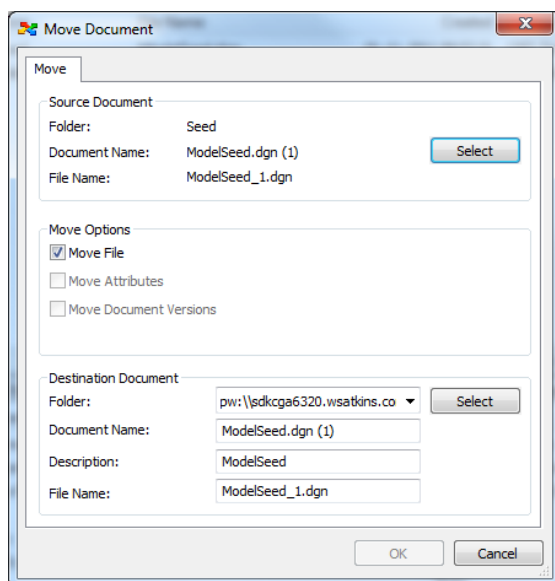 Move Document
Move
Source Document
Folder: Seed
Document Name: ModelSeed.dgn (1) Select
File Name: ModelSeed_1.dgn
Move Options
Move File
Move Attributes
Move Document Versions
Destination Document
Folder: pw:\\sdkcga6320.wsatkins.co Select
Document Name: ModelSeed.dgn (1)
Description: ModelSeed
File Name: ModelSeed_1.dgn
OK Cancel